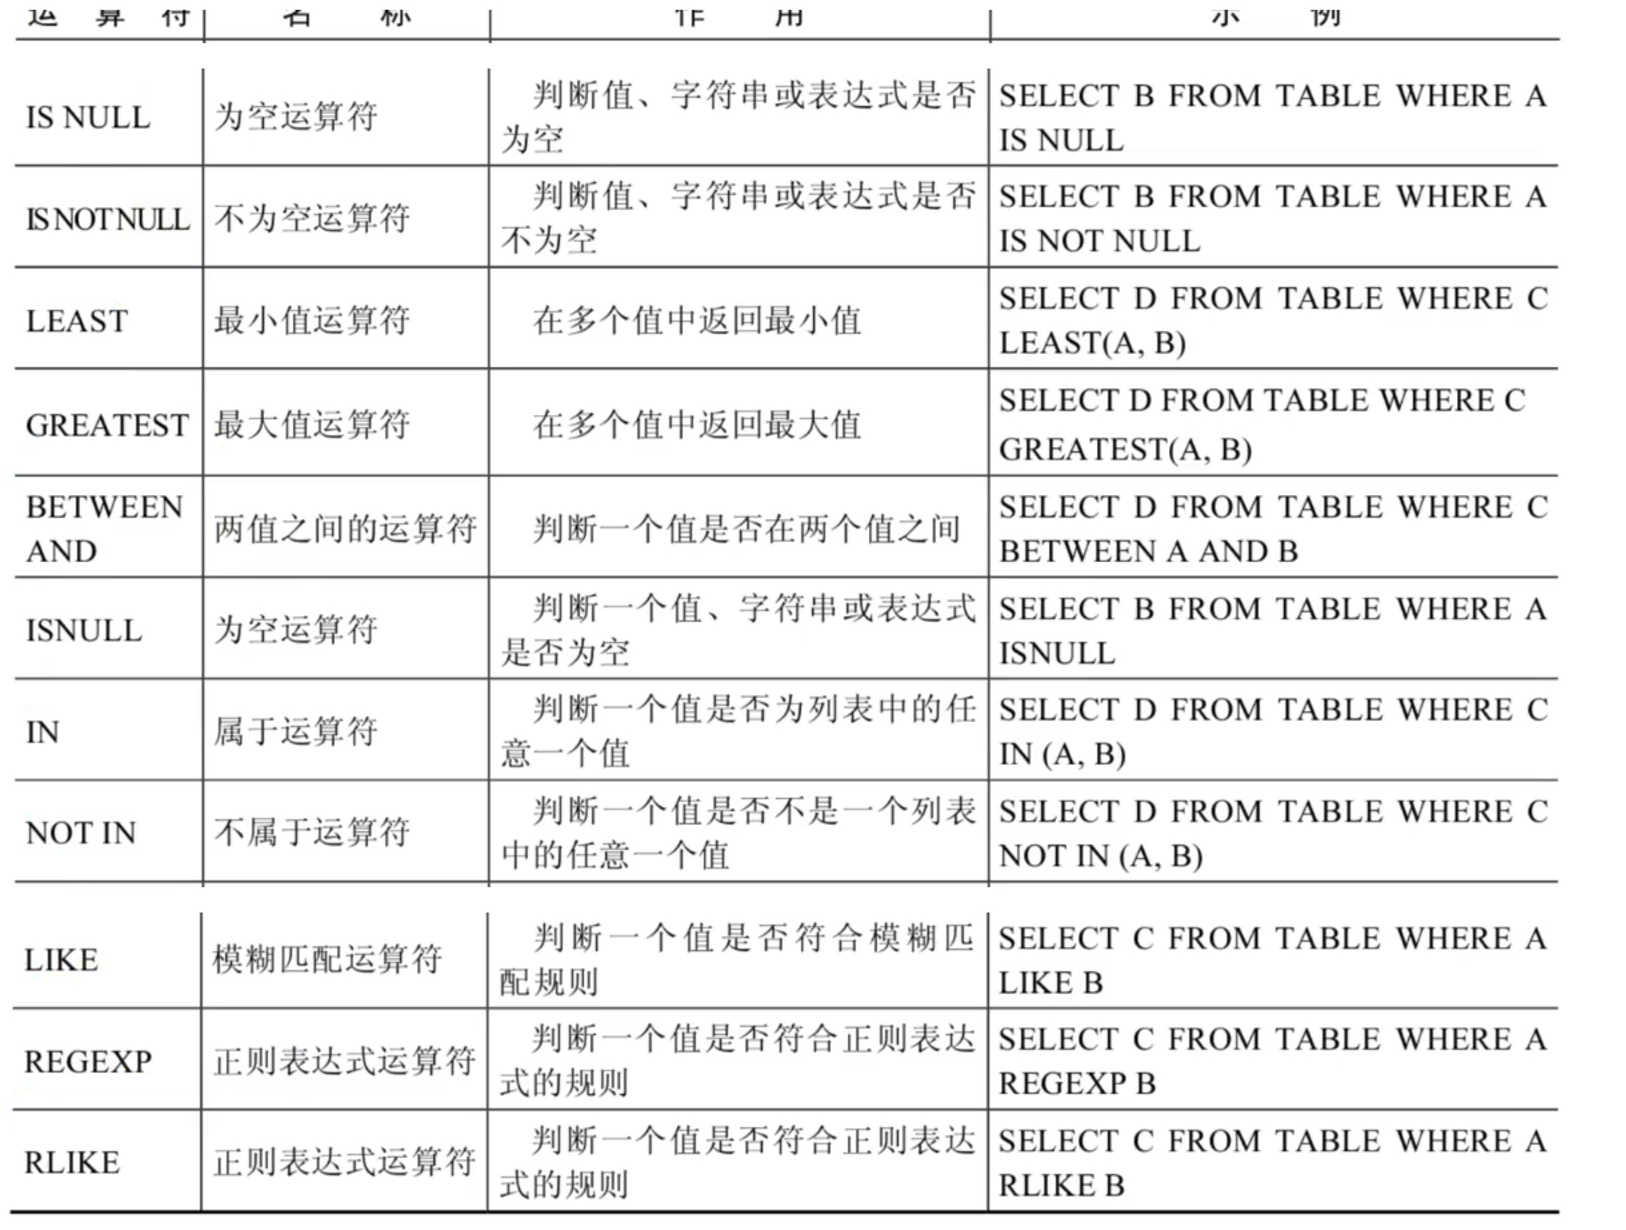 运 算 符 名 称 作 用 示 例
IS NULL 为空运算符 判断值、字符串或表达式是否 SELECT B FROM TABLE WHERE A
为空 IS NULL
IS NOT NULL 不为空运算符 判断值、字符串或表达式是否 SELECT B FROM TABLE WHERE A
不为空 IS NOT NULL
LEAST 最小值运算符 在多个值中返回最小值 SELECT D FROM TABLE WHERE C
LEAST(A, B)
GREATEST 最大值运算符 在多个值中返回最大值 SELECT D FROM TABLE WHERE C
GREATEST(A, B)
BETWEEN 两值之间的运算符 判断一个值是否在两个值之间 SELECT D FROM TABLE WHERE C
AND BETWEEN A AND B
ISNULL 为空运算符 判断一个值、字符串或表达式 SELECT B FROM TABLE WHERE A
是否为空 ISNULL
IN 属于运算符 判断一个值是否为列表中的任 SELECT D FROM TABLE WHERE C
意一个值 IN (A, B)
NOT IN 不属于运算符 判断一个值是否不是一个列表 SELECT D FROM TABLE WHERE C
中的任意一个值 NOT IN (A, B)
LIKE 模糊匹配运算符 判断一个值是否符合模糊匹 SELECT C FROM TABLE WHERE A
配规则 LIKE B
REGEXP 正则表达式运算符 判断一个值是否符合正则表达 SELECT C FROM TABLE WHERE A
式的规则 REGEXP B
RLIKE 正则表达式运算符 判断一个值是否符合正则表达 SELECT C FROM TABLE WHERE A
式的规则 RLIKE B